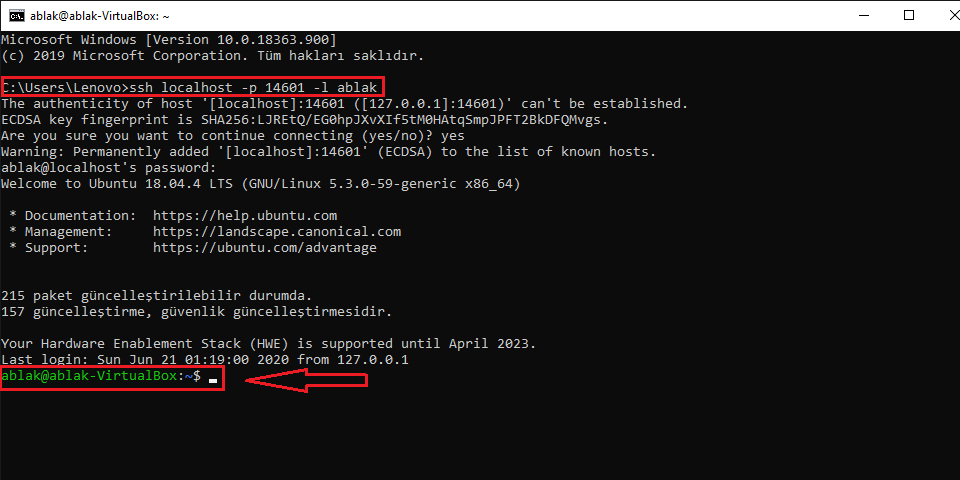 ablak@ablak-VirtualBox: ~
Microsoft Windows [Version 10.0.18363.900]
(c) 2019 Microsoft Corporation. Tüm hakları saklıdır.
C:\Users\Lenovo>ssh localhost -p 14601 -l ablak
The authenticity of host '[localhost]:14601 ([127.0.0.1]:14601)' can't be established.
ECDSA key fingerprint is SHA256:LJREtQ/EG0hpJXvXIf5tM0HAtqSmpJPFT2BkDFQMvgs.
Are you sure you want to continue connecting (yes/no)? yes
Warning: Permanently added '[localhost]:14601' (ECDSA) to the list of known hosts.
ablak@localhost's password:
Welcome to Ubuntu 18.04.4 LTS (GNU/Linux 5.3.0-59-generic x86_64)
* Documentation:  https://help.ubuntu.com
* Management:     https://landscape.canonical.com
* Support:        https://ubuntu.com/advantage
215 paket güncelleştirilebilir durumda.
157 güncelleştirme, güvenlik güncelleştirmesidir.
Your Hardware Enablement Stack (HWE) is supported until April 2023.
Last login: Sun Jun 21 01:19:00 2020 from 127.0.0.1
ablak@ablak-VirtualBox:~$